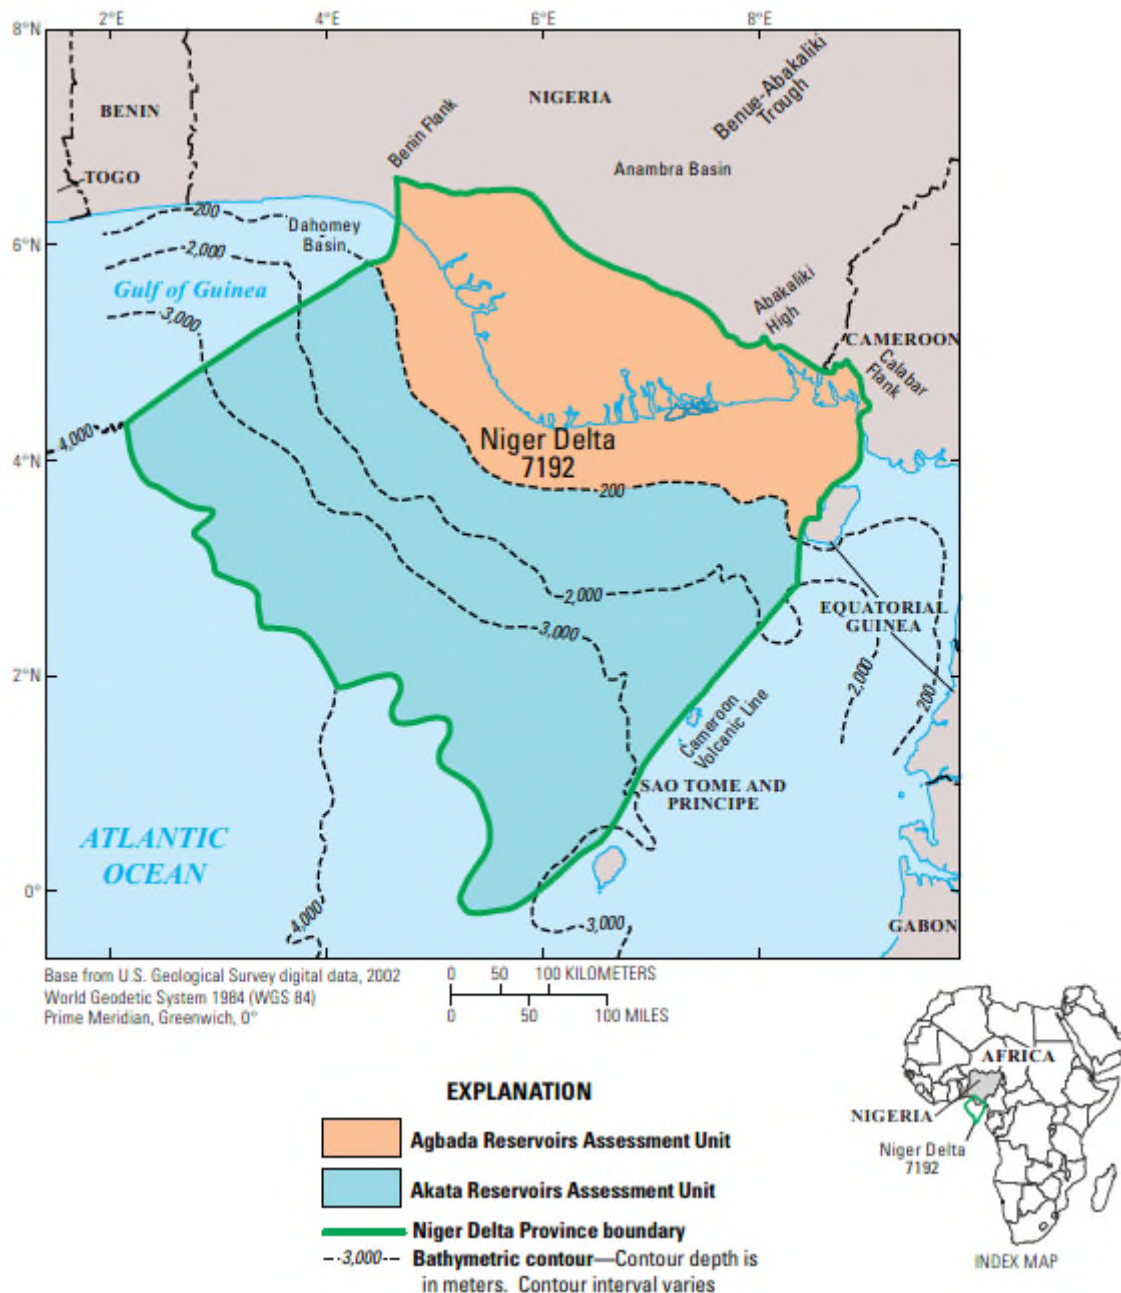 2°E 4°E 6°E 8°E
8°N
6°N
4°N
2°N
0°
BENIN
TOGO
NIGERIA
Benin Flank
Benue-Abakaliki
Trough
Anambra Basin
200
Dahomey
Basin
2,000
Gulf of Guinea
3,000
Abakaliki
High
CAMEROON
Calabar
Flank
4,000
Niger Delta
7192
200
2,000
3,000
EQUATORIAL
GUINEA
2,000
200
Cameroon
Volcanic Line
SAO TOME AND
PRINCIPE
ATLANTIC
OCEAN
4,000
3,000
GABON
Base from U.S. Geological Survey digital data, 2002
World Geodetic System 1984 (WGS 84)
Prime Meridian, Greenwich, 0°
0 50 100 KILOMETERS
0 50 100 MILES
AFRICA
NIGERIA
Niger Delta
7192
INDEX MAP
EXPLANATION
Agbada Reservoirs Assessment Unit
Akata Reservoirs Assessment Unit
Niger Delta Province boundary
3,000 Bathymetric contour—Contour depth is
in meters. Contour interval varies